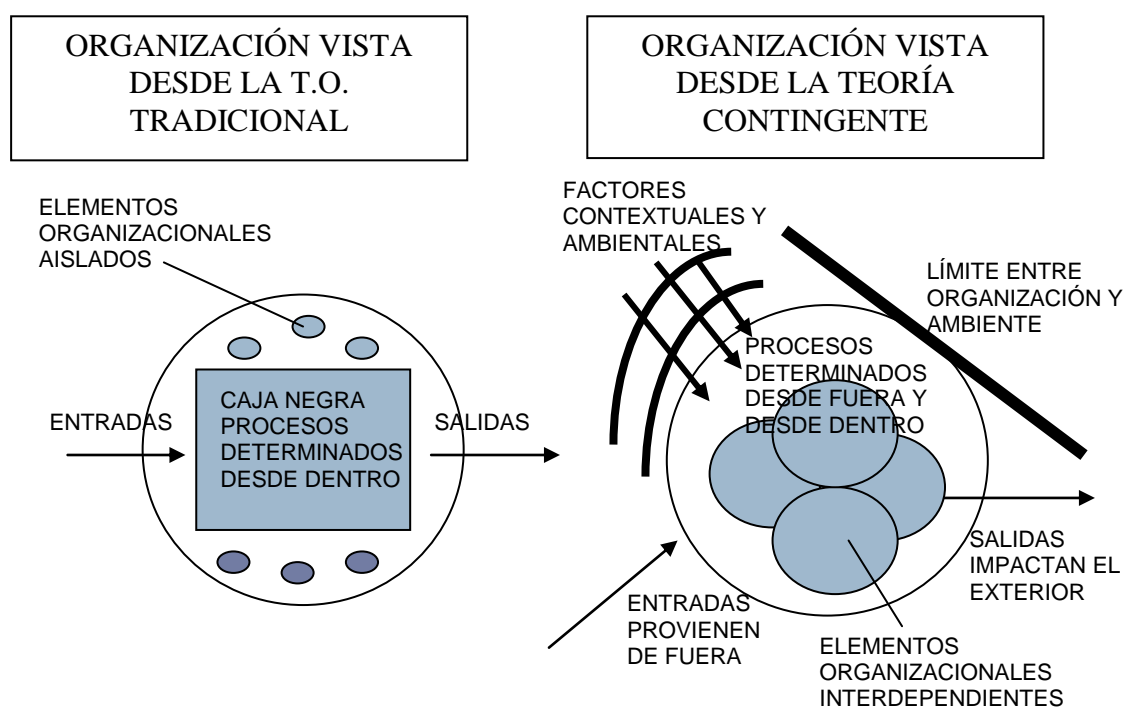 ORGANIZACIÓN VISTA
DESDE LA T.O.
TRADICIONAL
ORGANIZACIÓN VISTA
DESDE LA TEORÍA
CONTINGENTE
ELEMENTOS
ORGANIZACIONALES
AISLADOS
ENTRADAS
CAJA NEGRA
PROCESOS
DETERMINADOS
DESDE DENTRO
SALIDAS
FACTORES
CONTEXTUALES Y
AMBIENTALES
LÍMITE ENTRE
ORGANIZACIÓN Y
AMBIENTE
PROCESOS
DETERMINADOS
DESDE FUERA Y
DESDE DENTRO
SALIDAS
IMPACTAN EL
EXTERIOR
ENTRADAS
PROVIENEN
DE FUERA
ELEMENTOS
ORGANIZACIONALES
INTERDEPENDIENTES